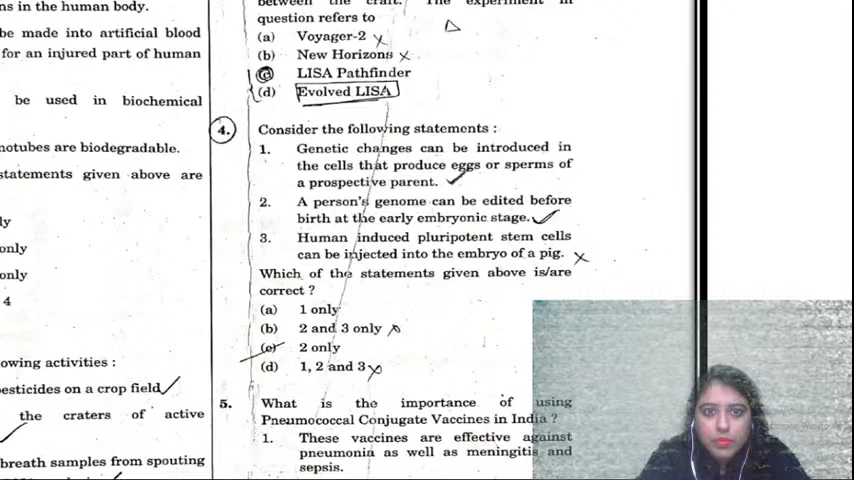 ns in the human body.
be made into artificial blood
for an injured part of human
be used in biochemical
notubes are biodegradable.
statements given above are
ly
only
only
4
owing activities :
pesticides on a crop field
the craters of active
breath samples from spouting
question refers to
(a) Voyager-2
(b) New Horizons
(c) LISA Pathfinder
(d) Evolved LISA
4. Consider the following statements :
1. Genetic changes can be introduced in
the cells that produce eggs or sperms of
a prospective parent.
2. A person's genome can be edited before
birth at the early embryonic stage.
3. Human induced pluripotent stem cells
can be injected into the embryo of a pig.
Which of the statements given above is/are
correct ?
(a) 1 only
(b) 2 and 3 only
(c) 2 only
(d) 1, 2 and 3
5. What is the importance of using
Pneumococcal Conjugate Vaccines in India ?
1. These vaccines are effective against
pneumonia as well as meningitis and
sepsis.